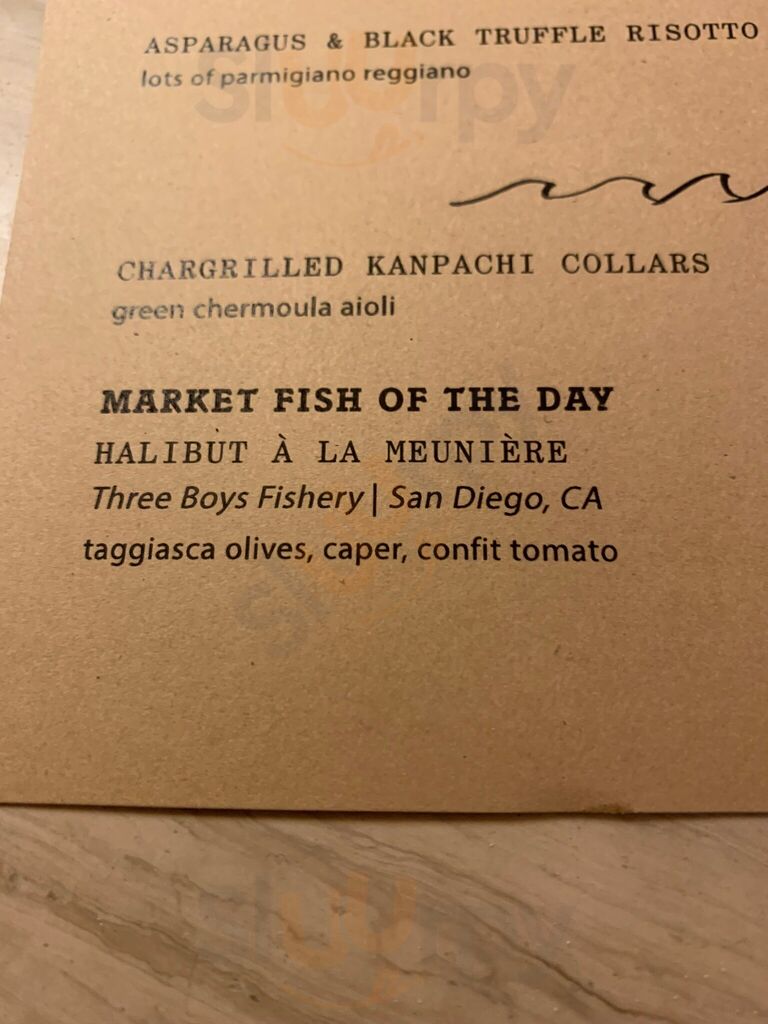 ASPARAGUS & BLACK TRUFFLE RISOTTO
lots of parmigiano reggiano
CHARGRILLED KANPACHI COLLARS
green chermoula aioli
MARKET FISH OF THE DAY
HALIBUT À LA MEUNIÈRE
Three Boys Fishery | San Diego, CA
taggiasca olives, caper, confit tomato